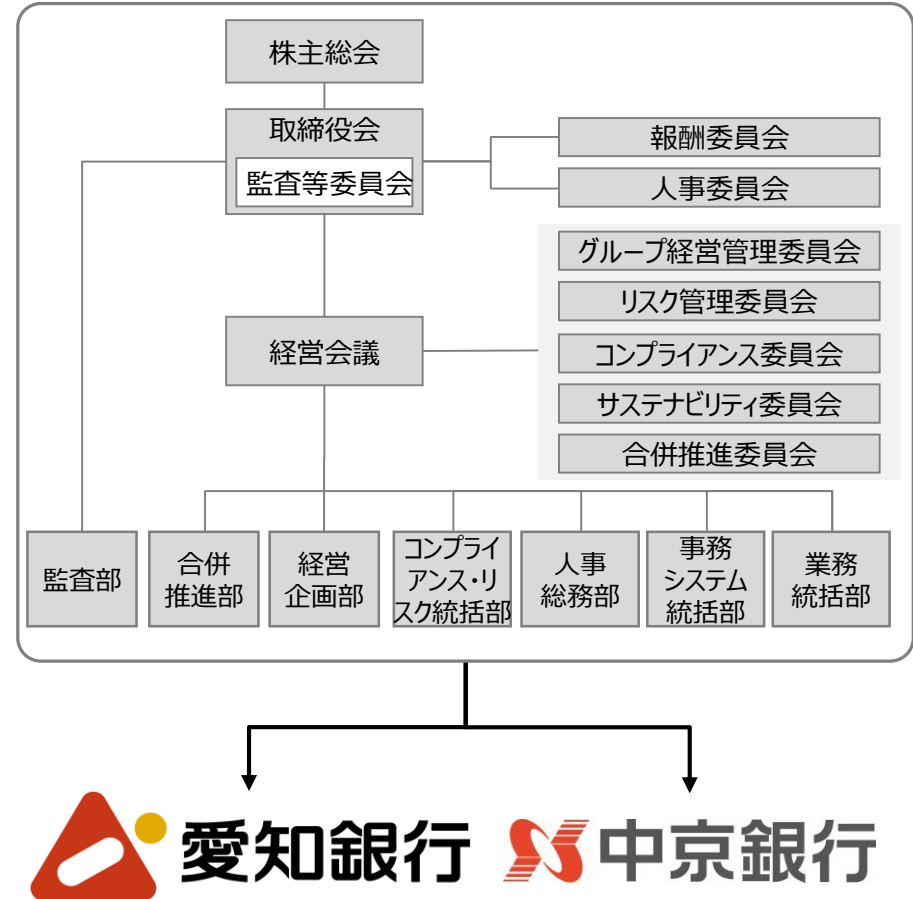 株主総会
取締役会
監査等委員会
報酬委員会
人事委員会
グループ経営管理委員会
リスク管理委員会
経営会議
コンプライアンス委員会
サステナビリティ委員会
合併推進委員会
監査部
合併
推進部
経営
企画部
コンプライ
アンス・リ
スク統括部
人事
総務部
事務
システム
統括部
業務
統括部
愛知銀行
中京銀行